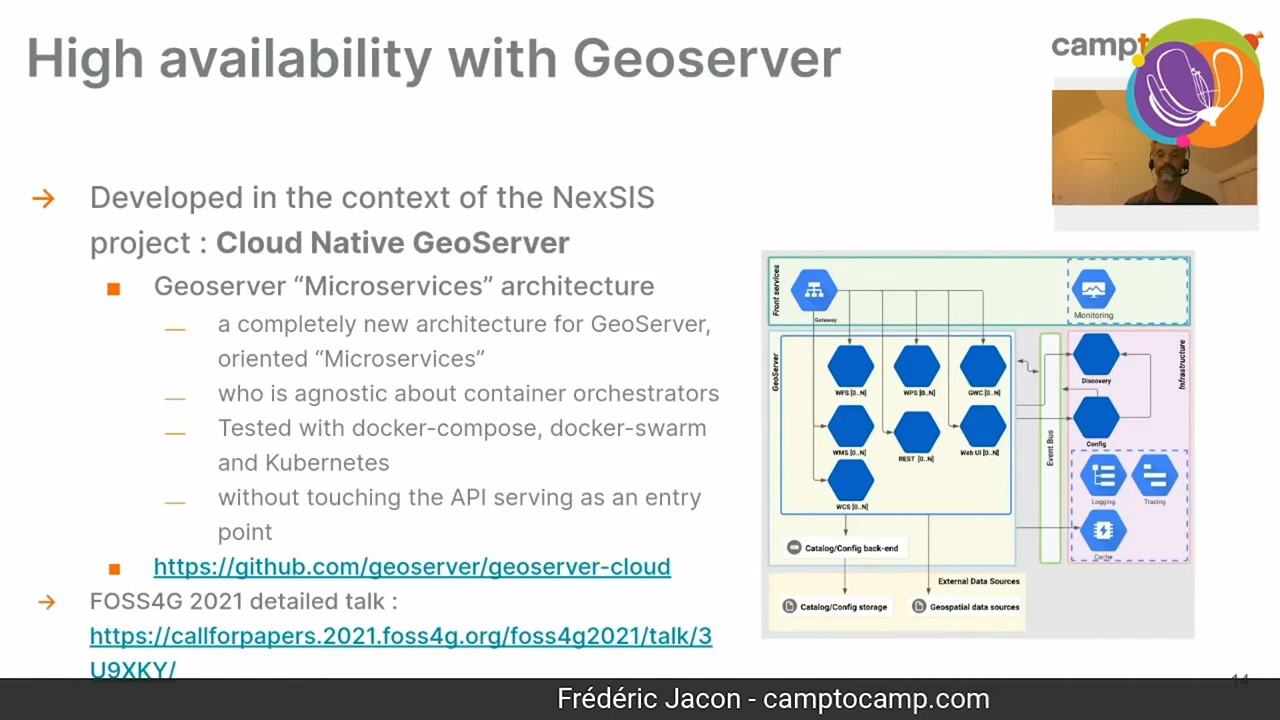 High availability with Geoserver
camp
→ Developed in the context of the NexSIS
project : Cloud Native GeoServer
■ Geoserver “Microservices” architecture
— a completely new architecture for GeoServer,
oriented “Microservices”
— who is agnostic about container orchestrators
— Tested with docker-compose, docker-swarm
and Kubernetes
— without touching the API serving as an entry
point
■ https://github.com/geoserver/geoserver-cloud
→ FOSS4G 2021 detailed talk :
https://callforpapers.2021.foss4g.org/foss4g2021/talk/3
U9XKY/
Front services
Gateway
Monitoring
GeoServer
WFS [0..N]
WPS [0..N]
GWC [0..N]
WMS [0..N]
REST [0..N]
Web UI [0..N]
WCS [0..N]
Event Bus
Infrastructure
Discovery
Config
Logging
Tracing
Cache
Catalog/Config back-end
External Data Sources
Catalog/Config storage
Geospatial data sources
14
Frédéric Jacon - camptocamp.com